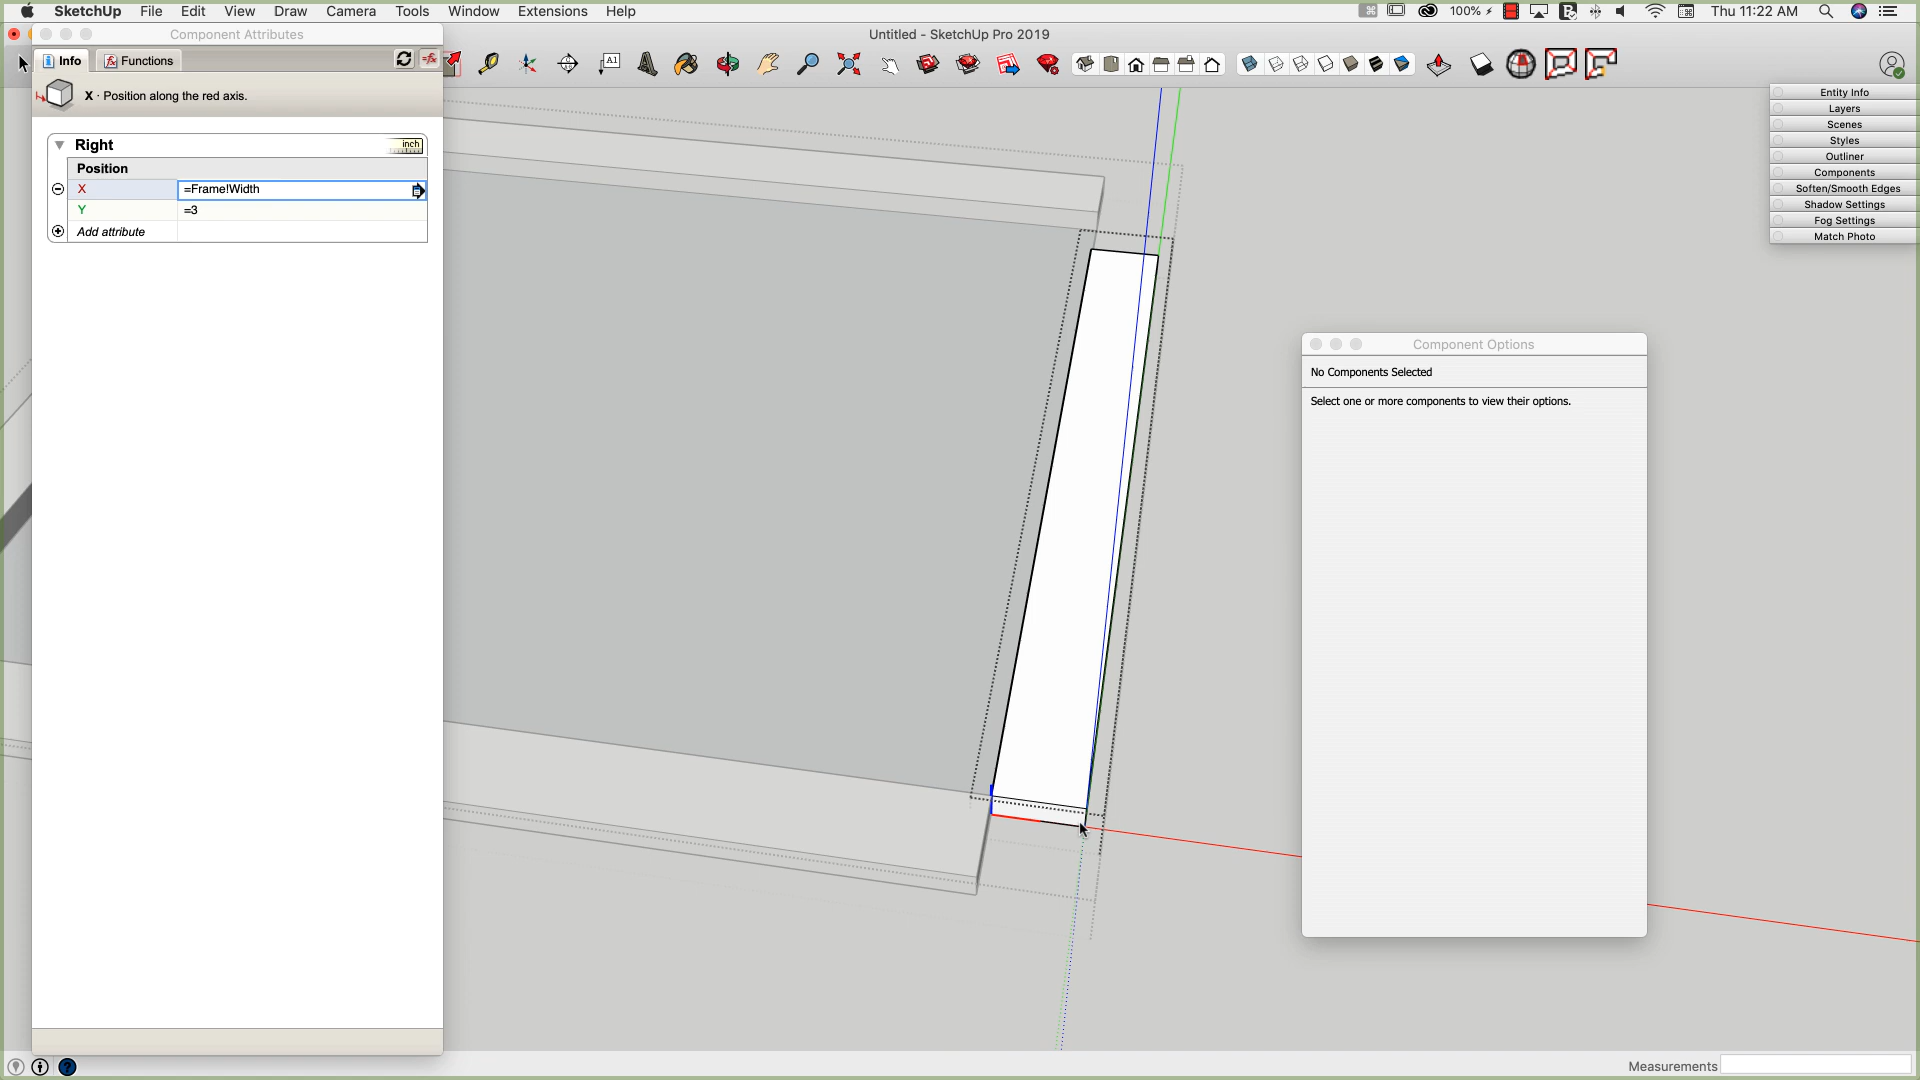 SketchUp File Edit View Draw Camera Tools Window Extensions Help
100% Thu 11:22 AM
Component Attributes
Untitled - SketchUp Pro 2019
Info Functions
A1
X · Position along the red axis.
Right inch
Position
X =Frame!Width
Y =3
Add attribute
Entity Info
Layers
Scenes
Styles
Outliner
Components
Soften/Smooth Edges
Shadow Settings
Fog Settings
Match Photo
Component Options
No Components Selected
Select one or more components to view their options.
Measurements